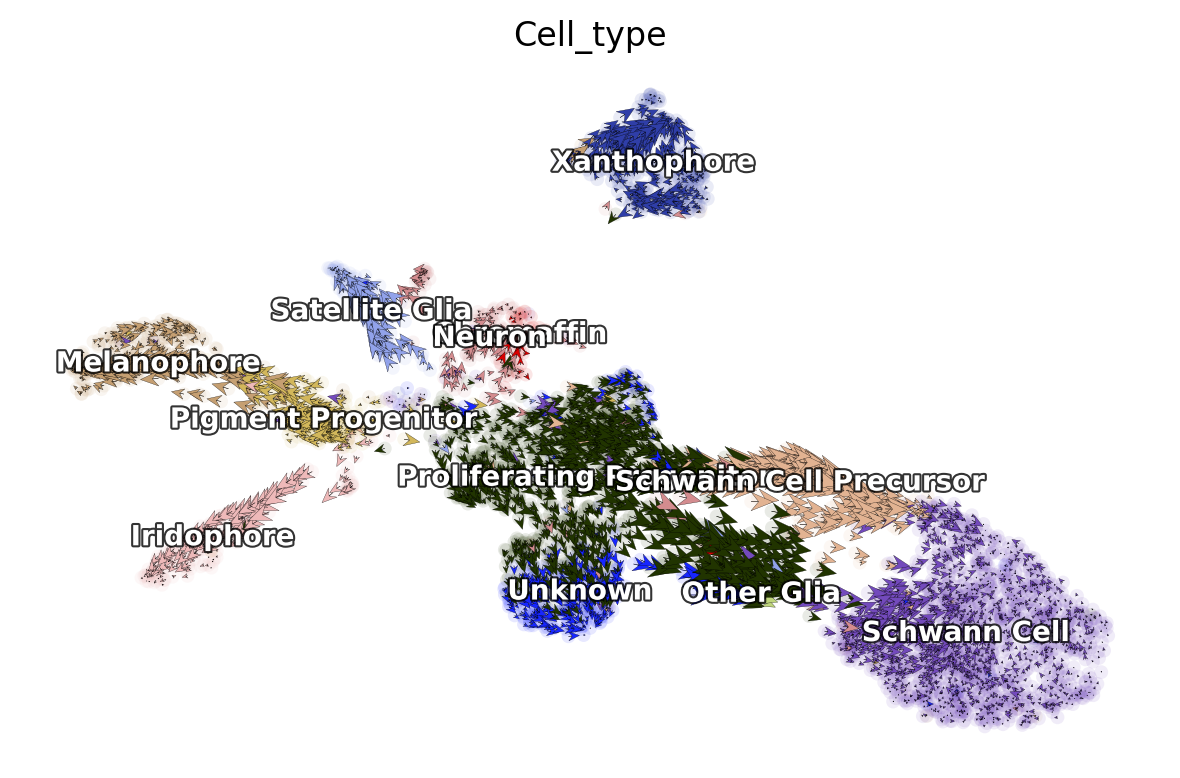 Cell_type
Xanthophore
Satellite Glia
Neuron
Melanophore
Pigment Progenitor
Proliferating
Schwann Cell Precursor
Iridophore
Unknown
Other Glia
Schwann Cell